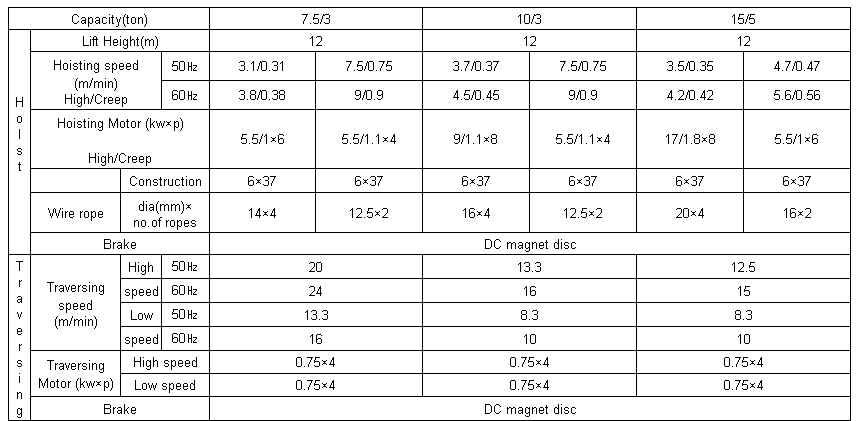 Capacity(ton) 7.5/3 10/3 15/5
Holst
Lift Height(m) 12 12 12
Hoisting speed (m/min) High/Creep
50Hz 3.1/0.31 7.5/0.75 3.7/0.37 7.5/0.75 3.5/0.35 4.7/0.47
60Hz 3.8/0.38 9/0.9 4.5/0.45 9/0.9 4.2/0.42 5.6/0.56
Hoisting Motor (kw×p)
High/Creep
5.5/1×6 5.5/1.1×4 9/1.1×8 5.5/1.1×4 17/1.8×8 5.5/1×6
Construction 6×37 6×37 6×37 6×37 6×37 6×37
Wire rope
dia(mm)× no.of ropes
14×4 12.5×2 16×4 12.5×2 20×4 16×2
Brake DC magnet disc
Traversing
Traversing speed (m/min)
High 50Hz 20 13.3 12.5
speed 60Hz 24 16 15
Low 50Hz 13.3 8.3 8.3
speed 60Hz 16 10 10
Traversing Motor (kw×p)
High speed 0.75×4 0.75×4 0.75×4
Low speed 0.75×4 0.75×4 0.75×4
Brake DC magnet disc